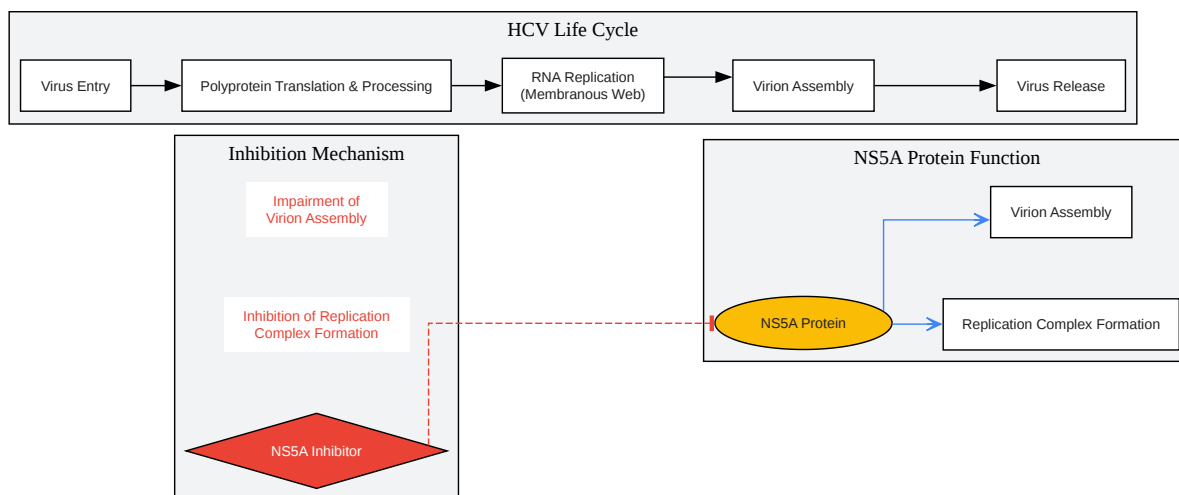 HCV Life Cycle
Virus Entry
Polyprotein Translation & Processing
RNA Replication
(Membranous Web)
Virion Assembly
Virus Release
Inhibition Mechanism
Impairment of
Virion Assembly
Inhibition of Replication
Complex Formation
NS5A Inhibitor
NS5A Protein Function
Virion Assembly
NS5A Protein
Replication Complex Formation